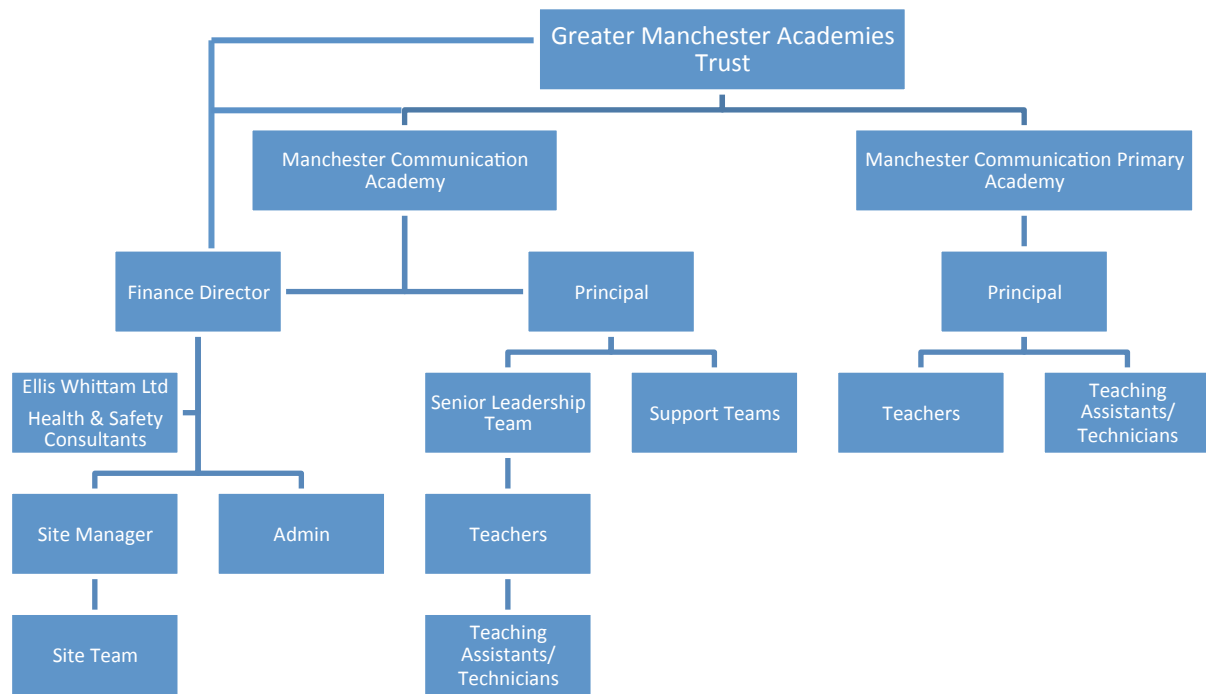 Greater Manchester Academies
Trust
Manchester Communication
Academy
Manchester Communication Primary
Academy
Finance Director
Principal
Principal
Ellis Whittam Ltd
Health & Safety
Consultants
Senior Leadership
Team
Support Teams
Teachers
Teaching
Assistants/
Technicians
Site Manager
Admin
Teachers
Site Team
Teaching
Assistants/
Technicians